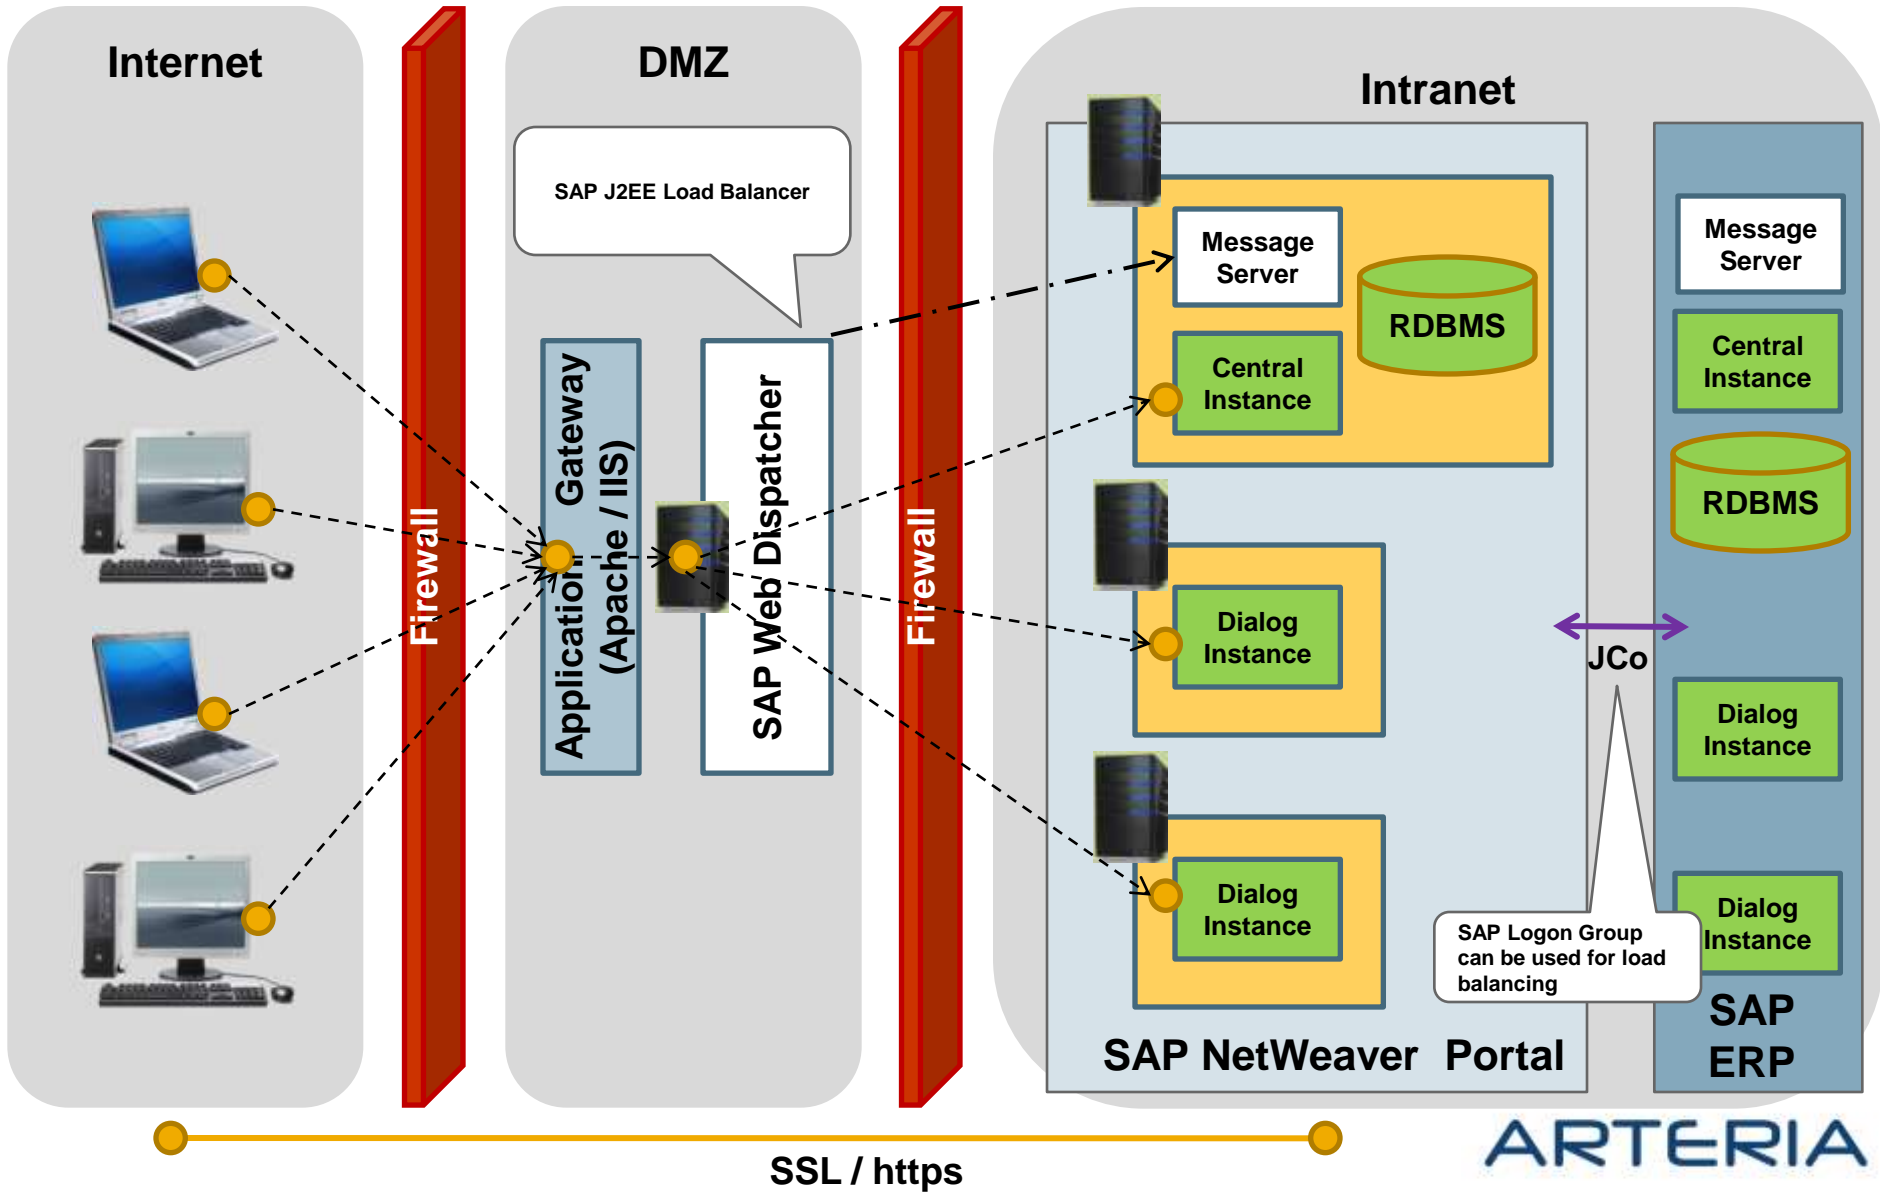 Internet
DMZ
Intranet
SAP J2EE Load Balancer
Firewall
Application Gateway
(Apache / IIS)
SAP Web Dispatcher
Firewall
Message
Server
RDBMS
Central
Instance
Dialog
Instance
Dialog
Instance
SAP NetWeaver Portal
JCo
SAP Logon Group
can be used for load
balancing
Message
Server
Central
Instance
RDBMS
Dialog
Instance
Dialog
Instance
SAP
ERP
SSL / https
ARTERIA